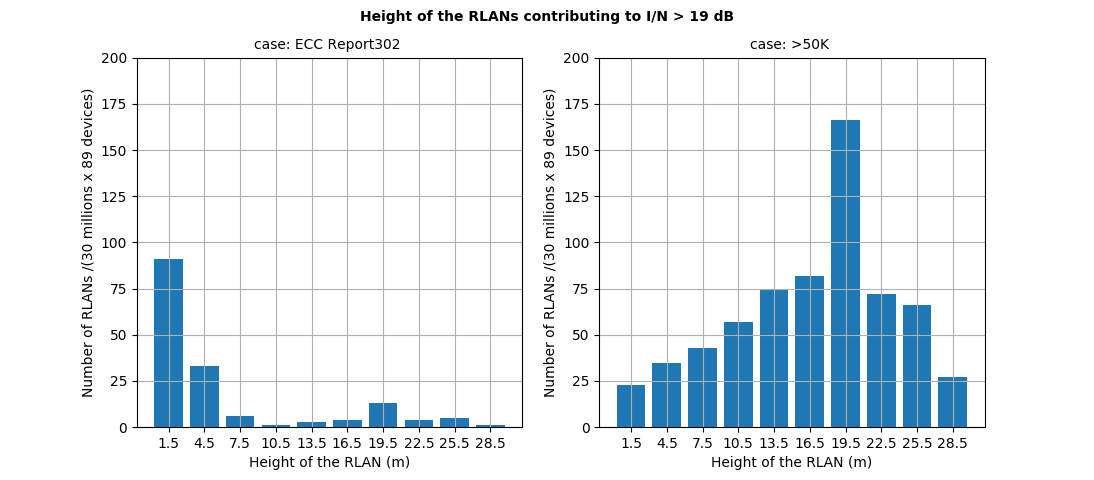 Height of the RLANs contributing to I/N > 19 dB
case: ECC Report302
Number of RLANs /(30 millions x 89 devices)
200
175
150
125
100
75
50
25
0
1.5 4.5 7.5 10.5 13.5 16.5 19.5 22.5 25.5 28.5
Height of the RLAN (m)
case: >50K
Number of RLANs /(30 millions x 89 devices)
200
175
150
125
100
75
50
25
0
1.5 4.5 7.5 10.5 13.5 16.5 19.5 22.5 25.5 28.5
Height of the RLAN (m)